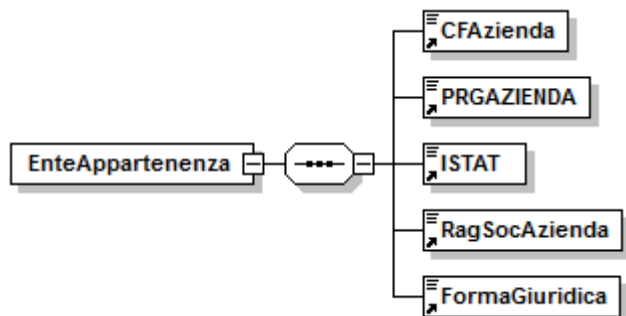 CFAzienda
PRGAZIENDA
EnteAppartenenza
ISTAT
RagSocAzienda
FormaGiuridica